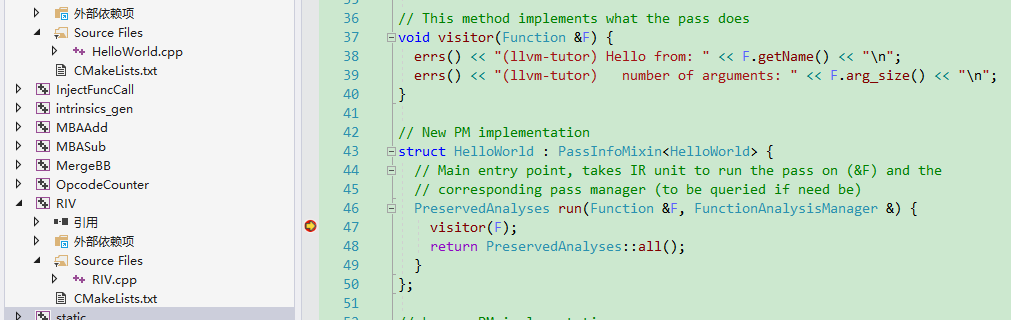 外部依赖项
Source Files
HelloWorld.cpp
CMakeLists.txt
InjectFuncCall
intrinsics_gen
MBAAdd
MBASub
MergeBB
OpcodeCounter
RIV
引用
外部依赖项
Source Files
RIV.cpp
CMakeLists.txt
static
36 // This method implements what the pass does
37 void visitor(Function &F) {
38 errs() << "(llvm-tutor) Hello from: " << F.getName() << "\n";
39 errs() << "(llvm-tutor)   number of arguments: " << F.arg_size() << "\n";
40 }
41
42 // New PM implementation
43 struct HelloWorld : PassInfoMixin<HelloWorld> {
44 // Main entry point, takes IR unit to run the pass on (&F) and the
45 // corresponding pass manager (to be queried if need be)
46 PreservedAnalyses run(Function &F, FunctionAnalysisManager &) {
47 visitor(F);
48 return PreservedAnalyses::all();
49 }
50 };
51